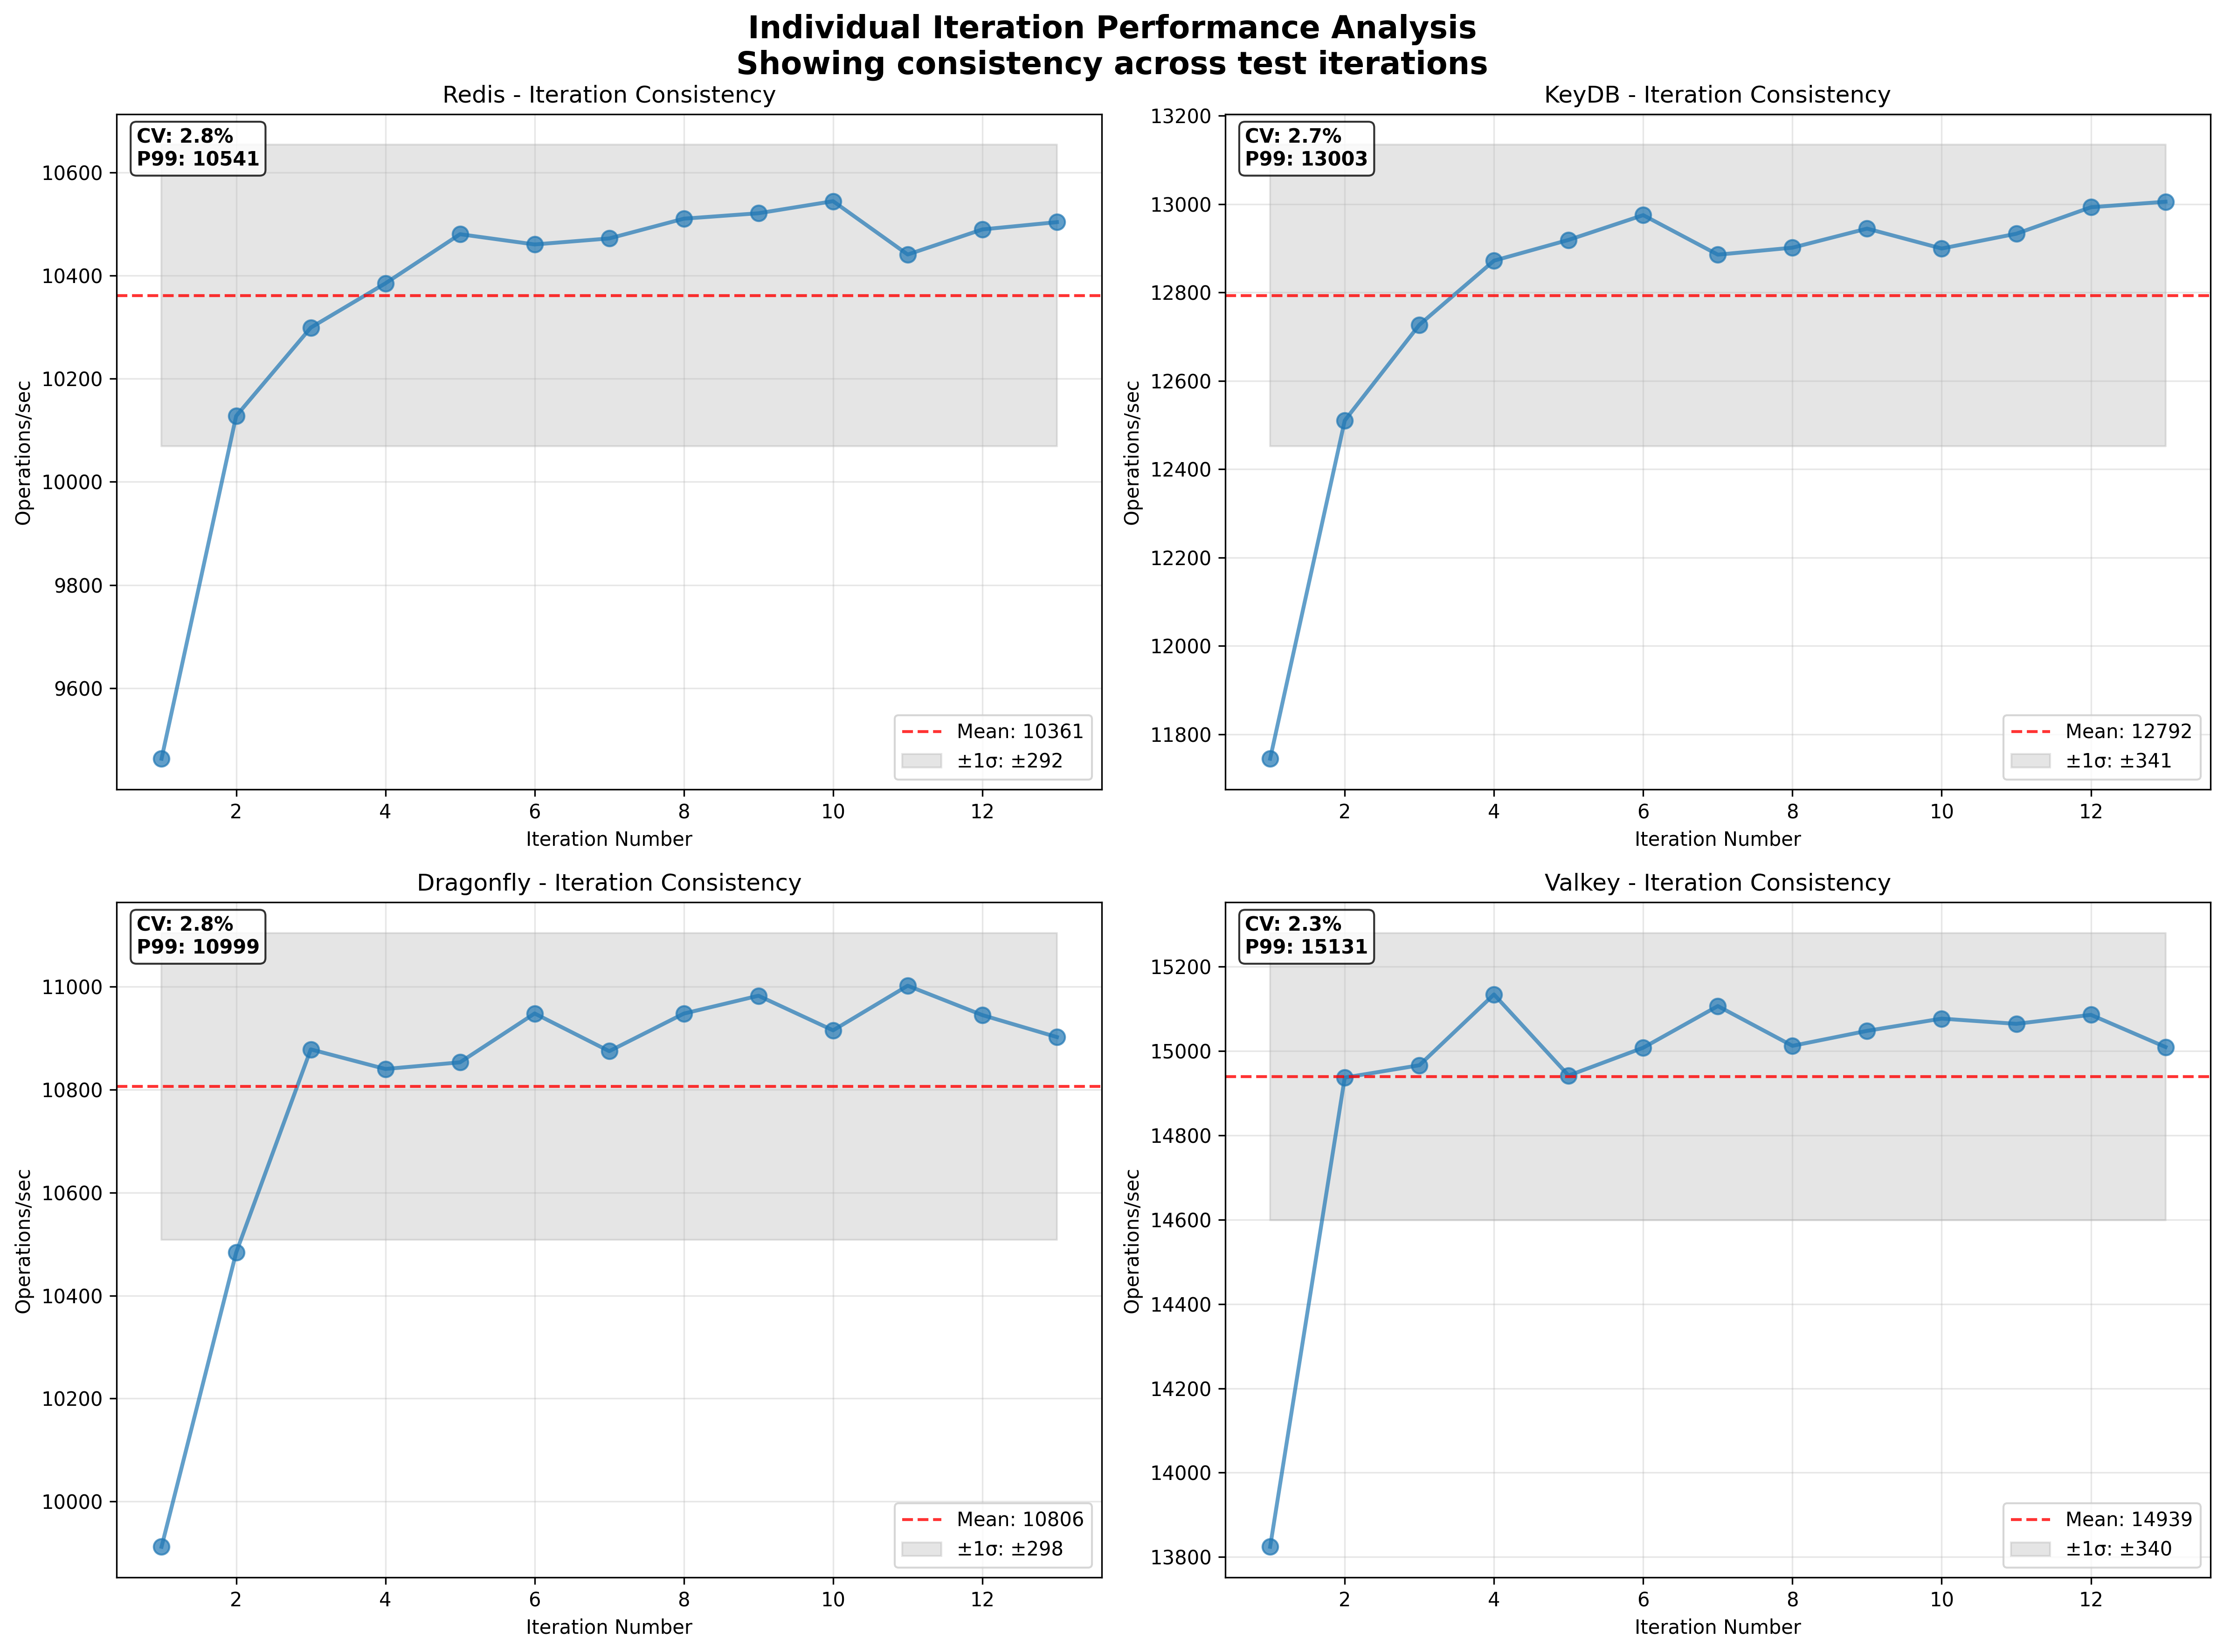 Individual Iteration Performance Analysis
Showing consistency across test iterations
Redis - Iteration Consistency
CV: 2.8%
P99: 10541
10600
10400
10200
10000
9800
9600
Operations/sec
2 4 6 8 10 12
Iteration Number
Mean: 10361
±1σ: ±292
KeyDB - Iteration Consistency
CV: 2.7%
P99: 13003
13200
13000
12800
12600
12400
12200
12000
11800
Operations/sec
2 4 6 8 10 12
Iteration Number
Mean: 12792
±1σ: ±341
Dragonfly - Iteration Consistency
CV: 2.8%
P99: 10999
11000
10800
10600
10400
10200
10000
Operations/sec
2 4 6 8 10 12
Iteration Number
Mean: 10806
±1σ: ±298
Valkey - Iteration Consistency
CV: 2.3%
P99: 15131
15200
15000
14800
14600
14400
14200
14000
13800
Operations/sec
2 4 6 8 10 12
Iteration Number
Mean: 14939
±1σ: ±340